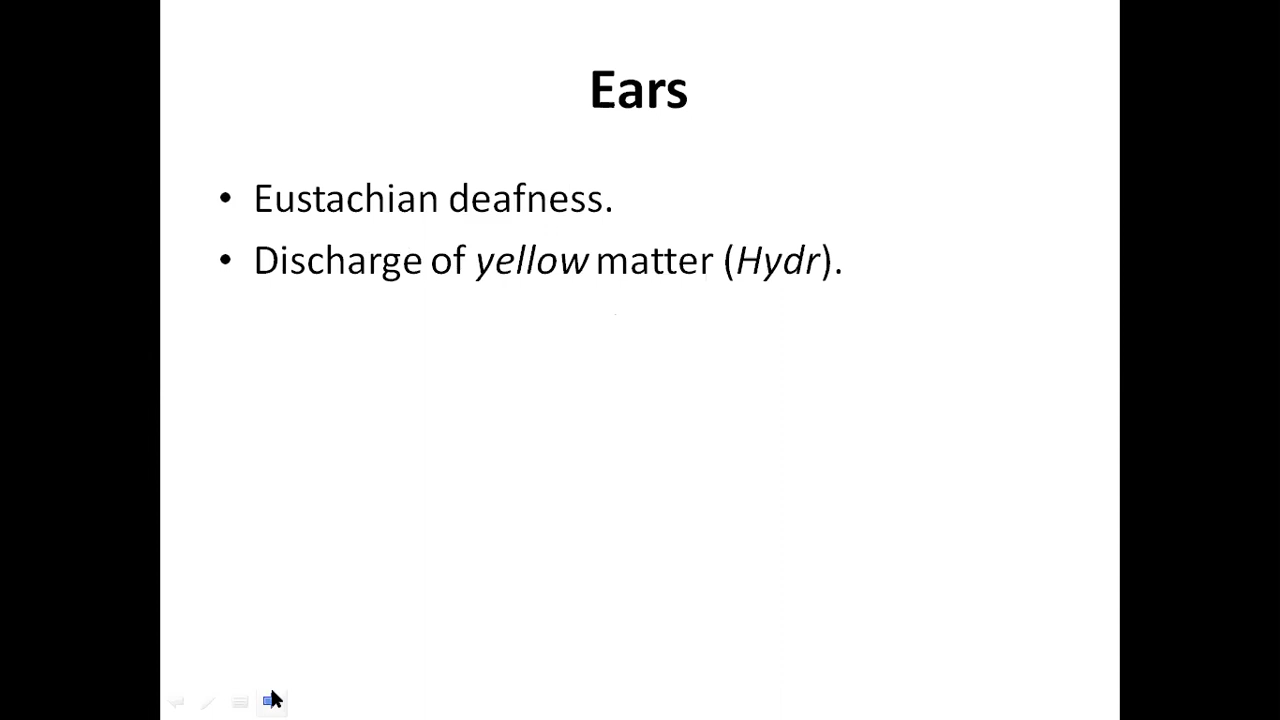 Ears
• Eustachian deafness.
• Discharge of yellow matter (Hydr).